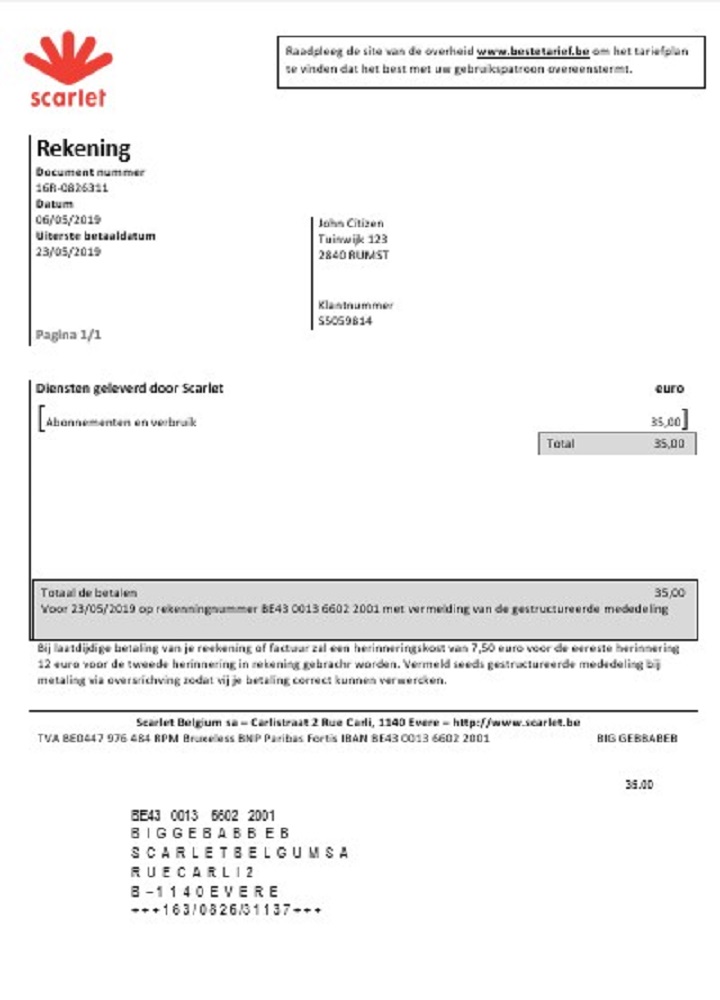 scarlet
Raadpleeg de site van de overheid www.bestetarief.be om het tariefplan
te vinden dat het best met uw gebruikspatroon overeenstermt.
Rekening
Document nummer
16R-0826311
Datum
06/05/2019
Uiterste betaaldatum
23/05/2019
John Citizen
Tuinwijk 123
2840 RUMST
Klantnummer
S5059814
Pagina 1/1
Diensten geleverd door Scarlet euro
[Abonnementen en verbruik 35,00]
Total 35,00
Totaal de betalen 35,00
Voor 23/05/2019 op rekenningnummer BE43 0013 6602 2001 met vermelding van de gestructureerde mededeling
Bij laatdijdige betaling van je reekening of factuur zal een herinneringskost van 7,50 euro voor de eereste herinnering
12 euro voor de tweede herinnering in rekening gebrachr worden. Vermeld seeds gestructureerde mededeling bij
metaling via oversrichving zodat vij je betaling correct kunnen verwercken.
Scarlet Belgium sa – Carlistraat 2 Rue Carli, 1140 Evere – http://www.scarlet.be
TVA BE0447 976 484 RPM Bruxeless BNP Paribas Fortis IBAN BE43 0013 6602 2001 BIG GEBBABEB
35.00
BE43 0013 6602 2001
BIGGEBABBEB
SCARLETBELGUMSA
RUECARLI2
B-1140EVERE
+++163/0826/31137+++